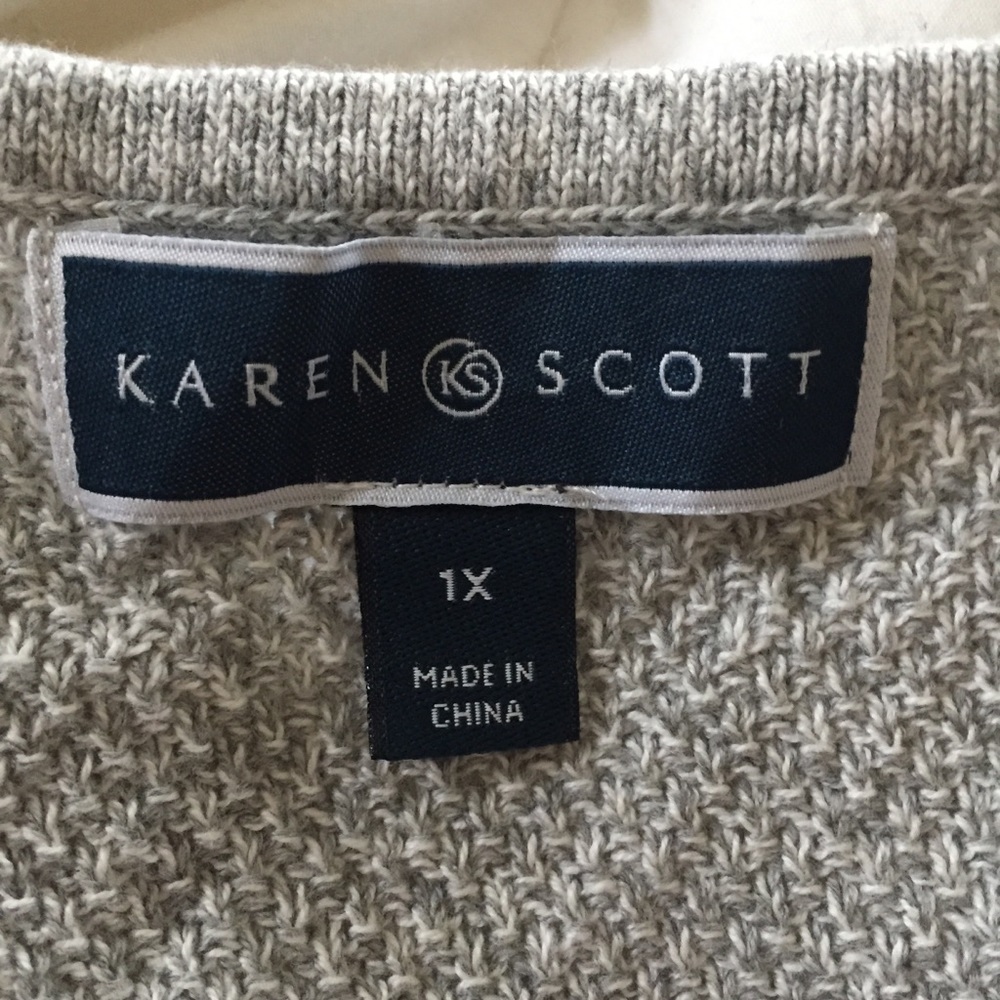 KAREN KS SCOTT
1X
MADE IN
CHINA